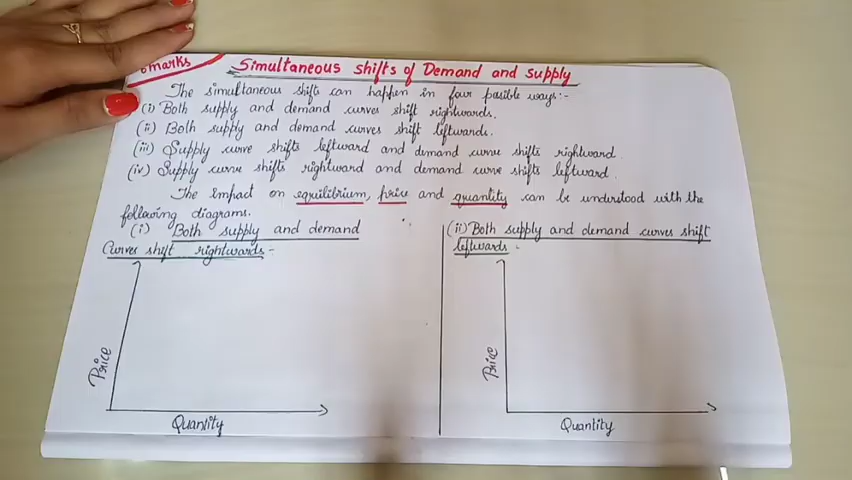 marks
Simultaneous shifts of Demand and supply
The simultaneous shifts can happen in four posible ways:-
(i) Both supply and demand curves shift rightwards.
(ii) Both supply and demand curves shift leftwards.
(iii) Supply curve shifts leftward and demand curve shifts rightward.
(iv) Supply curve shifts rightward and demand curve shifts leftward.
The impact on equilibrium, price and quantity can be understood with the
following diagrams.
(i) Both supply and demand
Curves shift rightwards:-
Price
Quantity
(ii) Both supply and demand curves shift
leftwards :-
Price
Quantity